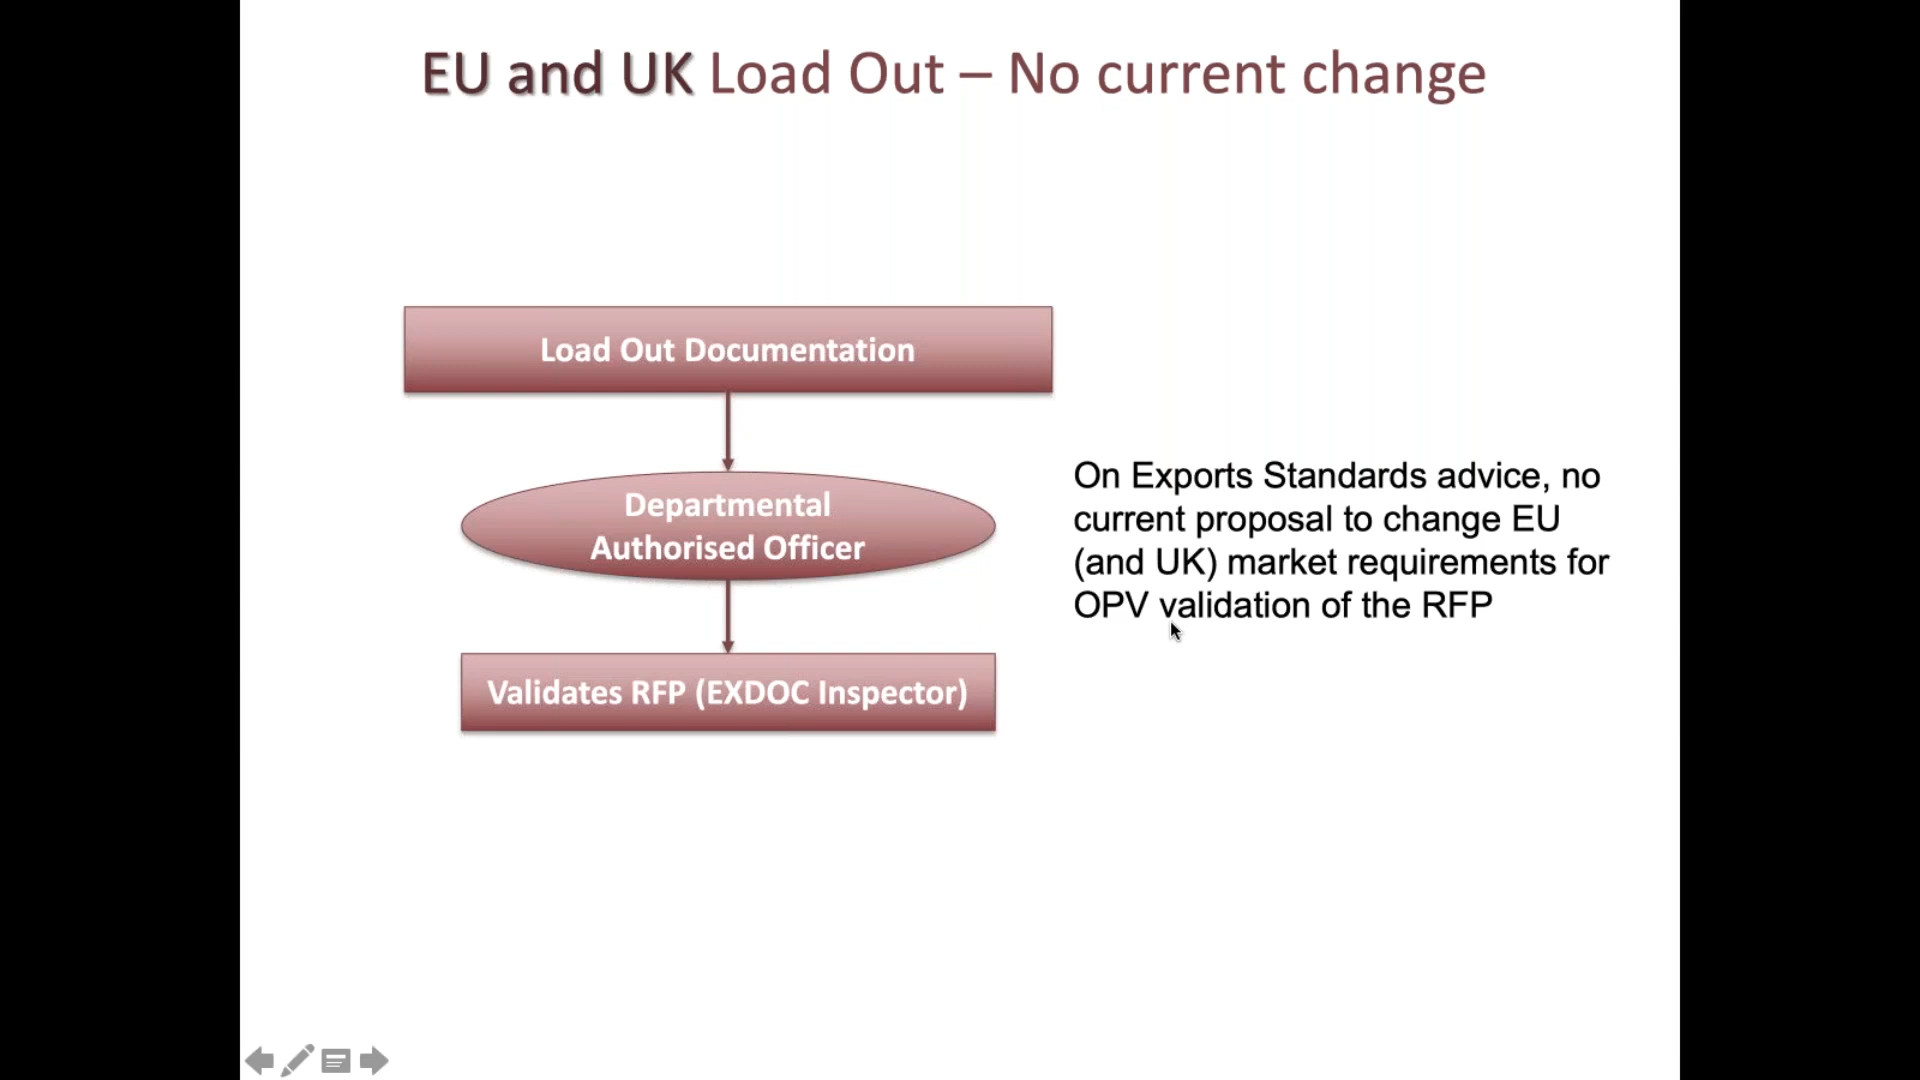 EU and UK Load Out – No current change
Load Out Documentation
Departmental
Authorised Officer
Validates RFP (EXDOC Inspector)
On Exports Standards advice, no
current proposal to change EU
(and UK) market requirements for
OPV validation of the RFP